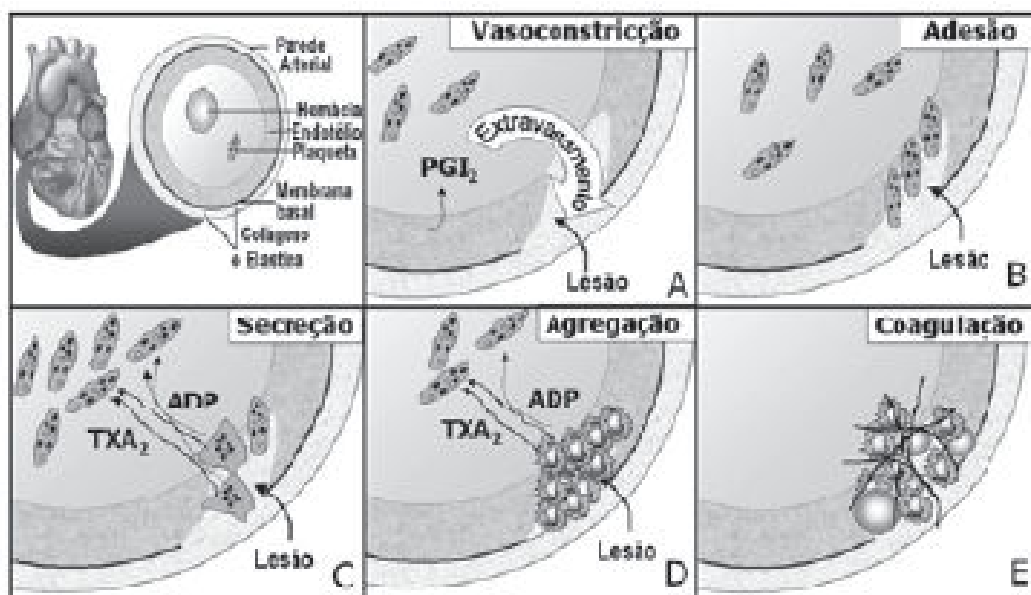 Parede
Arterial
Hemácia
Endotélio
Plaqueta
Membrana
basal
Colágeno
e Elastina
Vasoconstricção
Extravasamento
PGI₂
Lesão
A
Adesão
Lesão
B
Secreção
ADP
TXA₂
Lesão
C
Agregação
ADP
TXA₂
Lesão
D
Coagulação
E